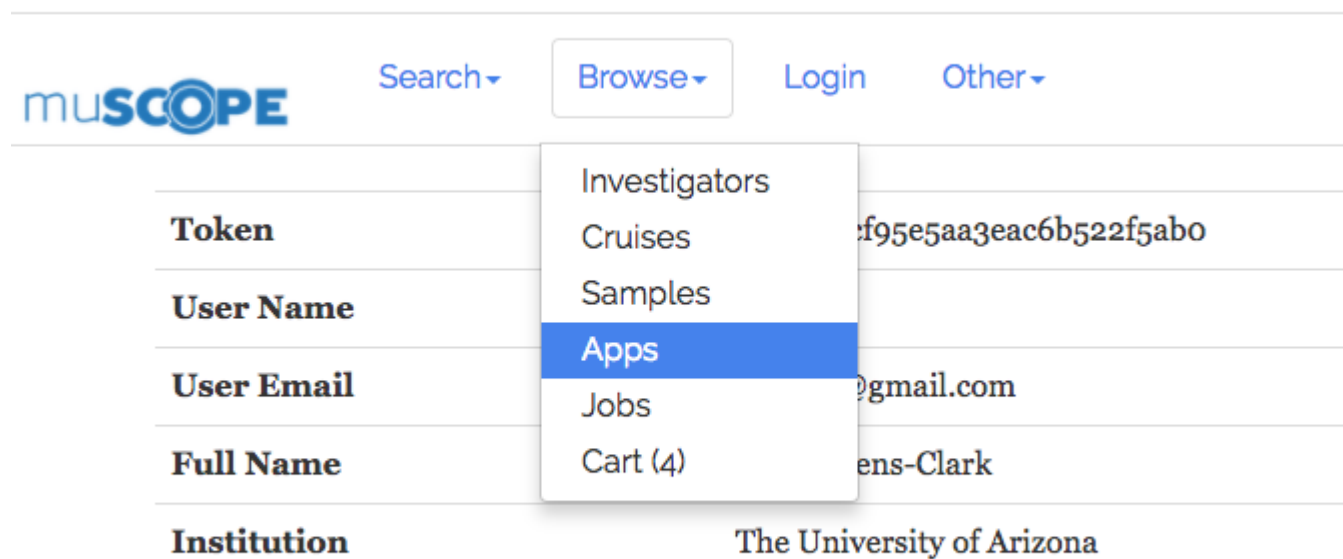 muSCOPE Search Browse Login Other
Investigators
Token cf95e5aa3eac6b522f5ab0
Cruises
User Name
Samples
Apps
User Email @gmail.com
Jobs
Full Name ens-Clark
Cart (4)
Institution The University of Arizona